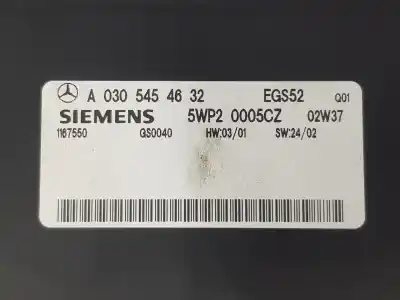 A 030 545 46 32 EGS52 Q01
SIEMENS 5WP2 0005CZ 02W37
1167550 GS0040 HW:03/01 SW:24/02